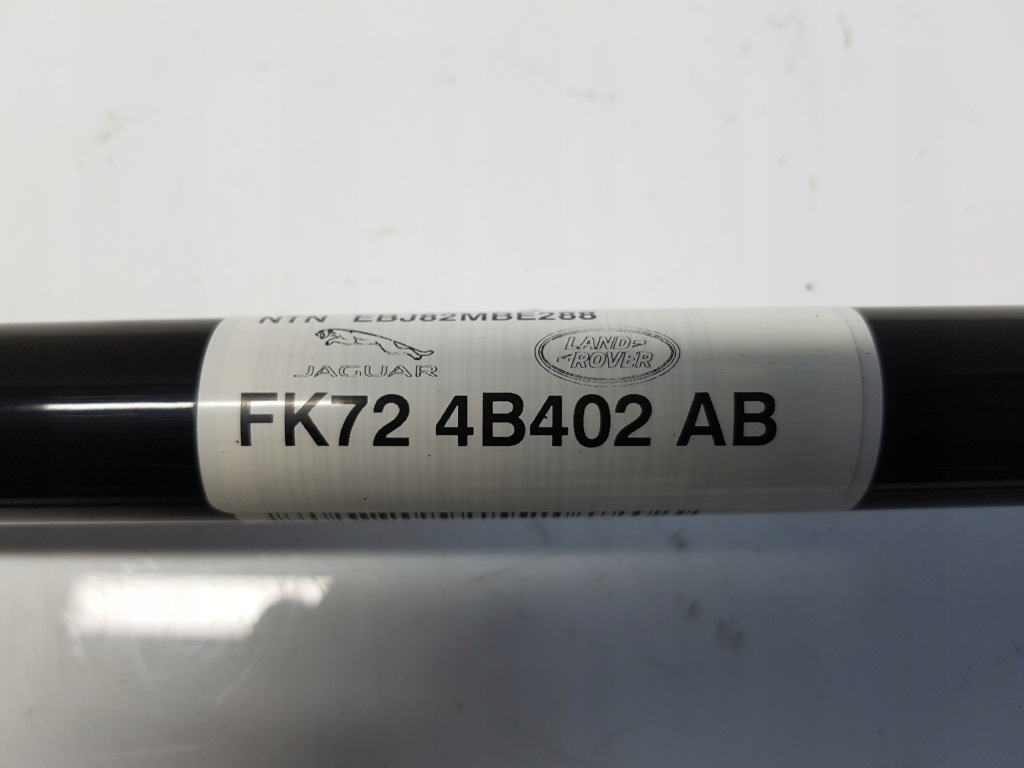 NTN EBJ82MBE288
JAGUAR
LAND-
-ROVER
FK72 4B402 AB